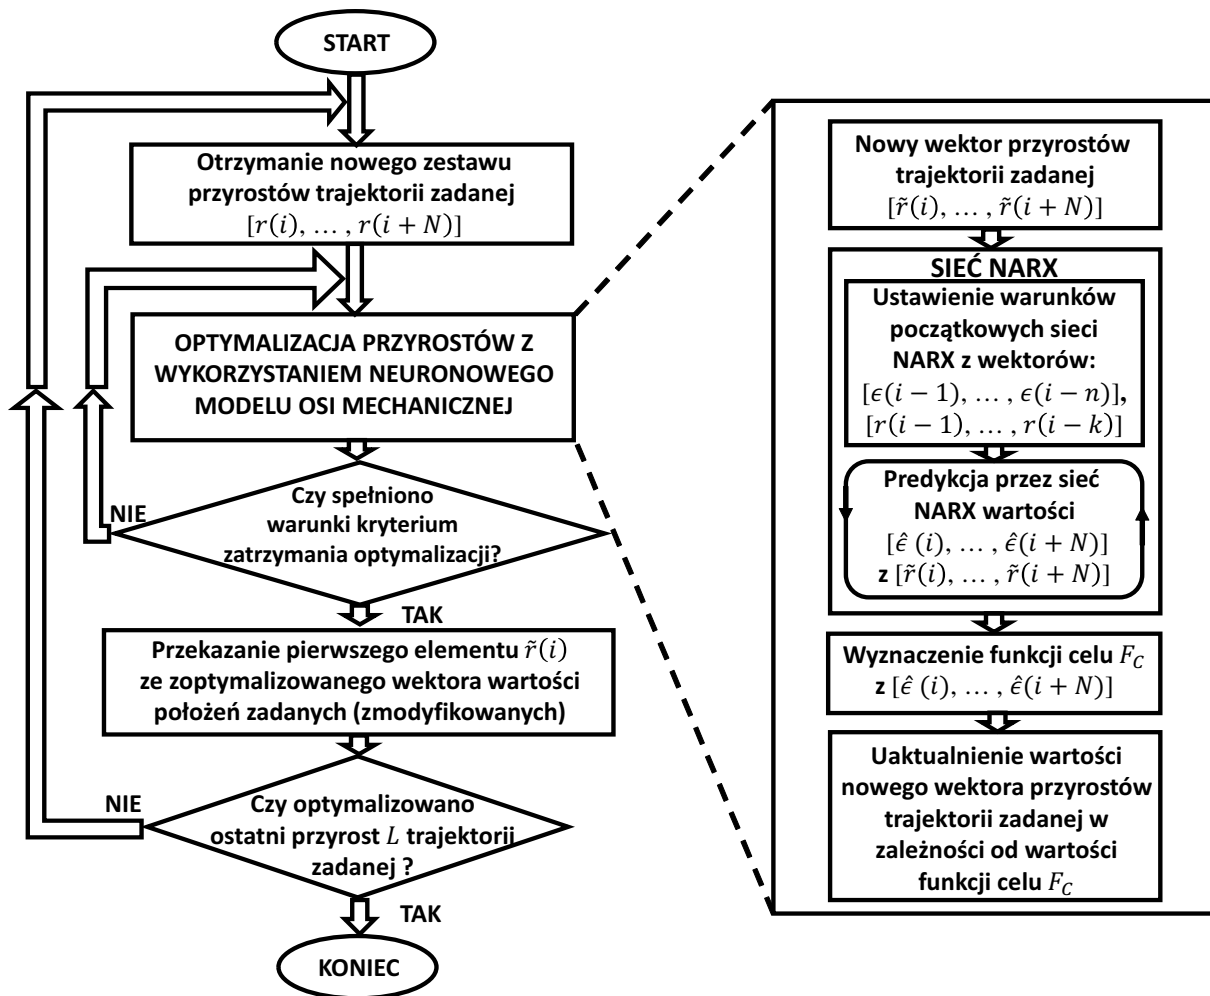 START
Otrzymanie nowego zestawu
przyrostów trajektorii zadanej
[r(i), … , r(i + N)]
OPTYMALIZACJA PRZYROSTÓW Z
WYKORZYSTANIEM NEURONOWEGO
MODELU OSI MECHANICZNEJ
NIE
Czy spełniono
warunki kryterium
zatrzymania optymalizacji?
TAK
Przekazanie pierwszego elementu r̃(i)
ze zoptymalizowanego wektora wartości
położeń zadanych (zmodyfikowanych)
NIE
Czy optymalizowano
ostatni przyrost L trajektorii
zadanej ?
TAK
KONIEC
Nowy wektor przyrostów
trajektorii zadanej
[r̃(i), … , r̃(i + N)]
SIEĆ NARX
Ustawienie warunków
początkowych sieci
NARX z wektorów:
[ϵ(i − 1), … , ϵ(i − n)],
[r(i − 1), … , r(i − k)]
Predykcja przez sieć
NARX wartości
[ϵ̂ (i), … , ϵ̂(i + N)]
z [r̃(i), … , r̃(i + N)]
Wyznaczenie funkcji celu F_C
z [ϵ̂ (i), … , ϵ̂(i + N)]
Uaktualnienie wartości
nowego wektora przyrostów
trajektorii zadanej w
zależności od wartości
funkcji celu F_C